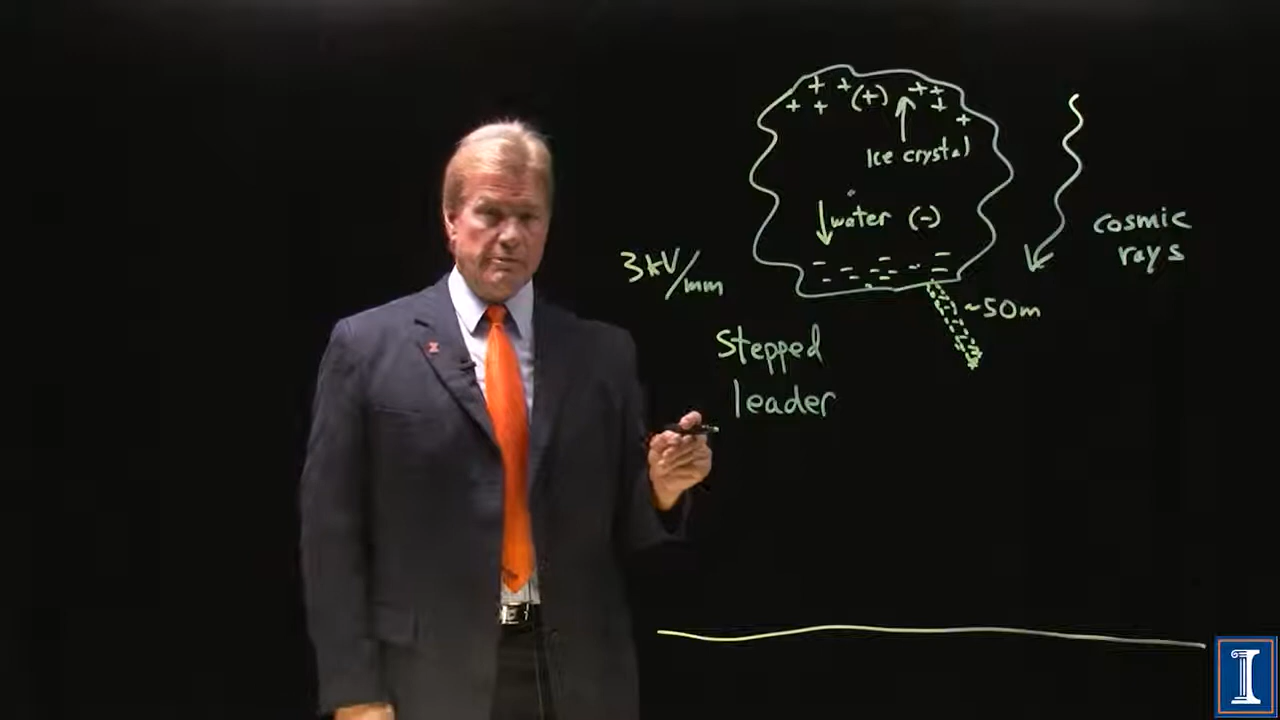 + + (+) + +
+ + + +
Ice crystal
water (-)
cosmic
rays
3kV/mm
~50m
Stepped
leader
I